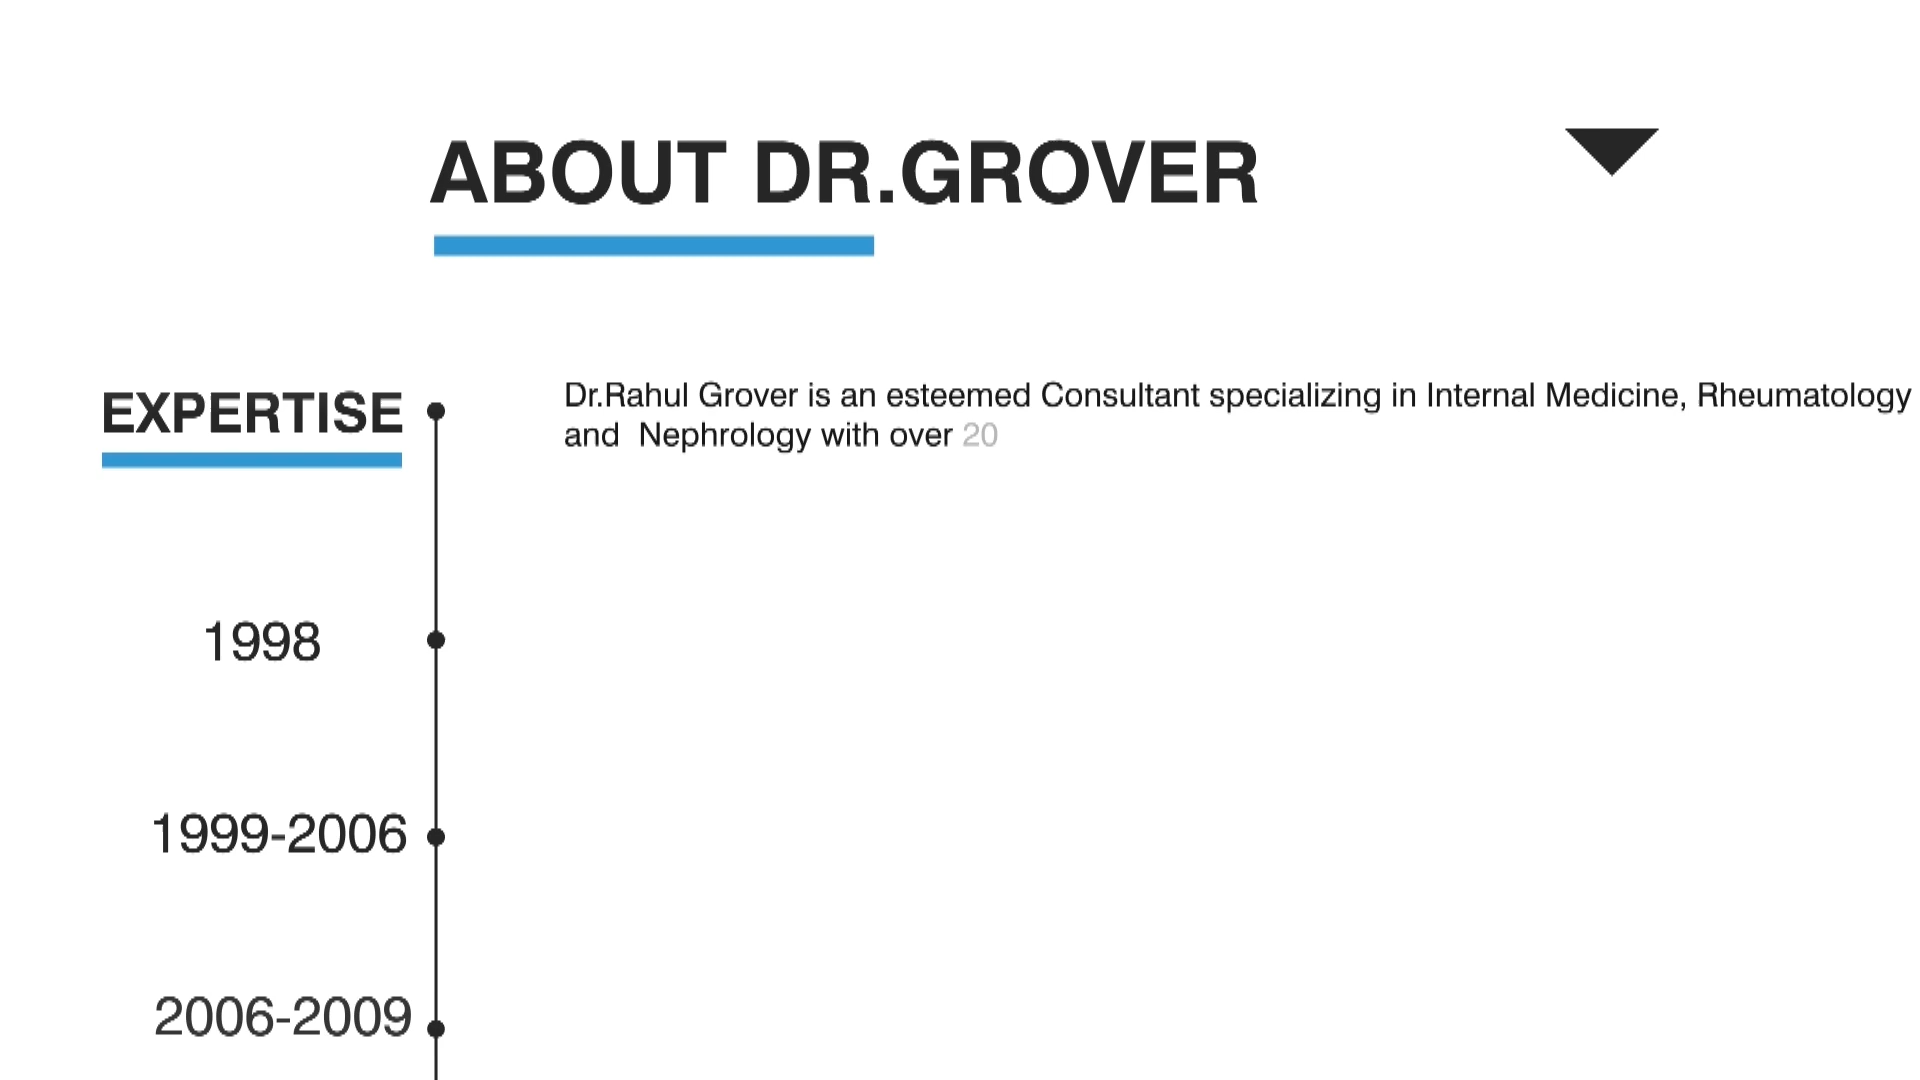 ABOUT DR.GROVER
EXPERTISE
Dr.Rahul Grover is an esteemed Consultant specializing in Internal Medicine, Rheumatology
and  Nephrology with over 20
1998
1999-2006
2006-2009